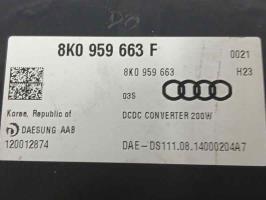 8K0 959 663 F
0021
8K0 959 663
H23
03S
Korea, Republic of
DCDC CONVERTER 200W
DAESUNG AAB
120012874
DAE-DS111.08.14000204A7